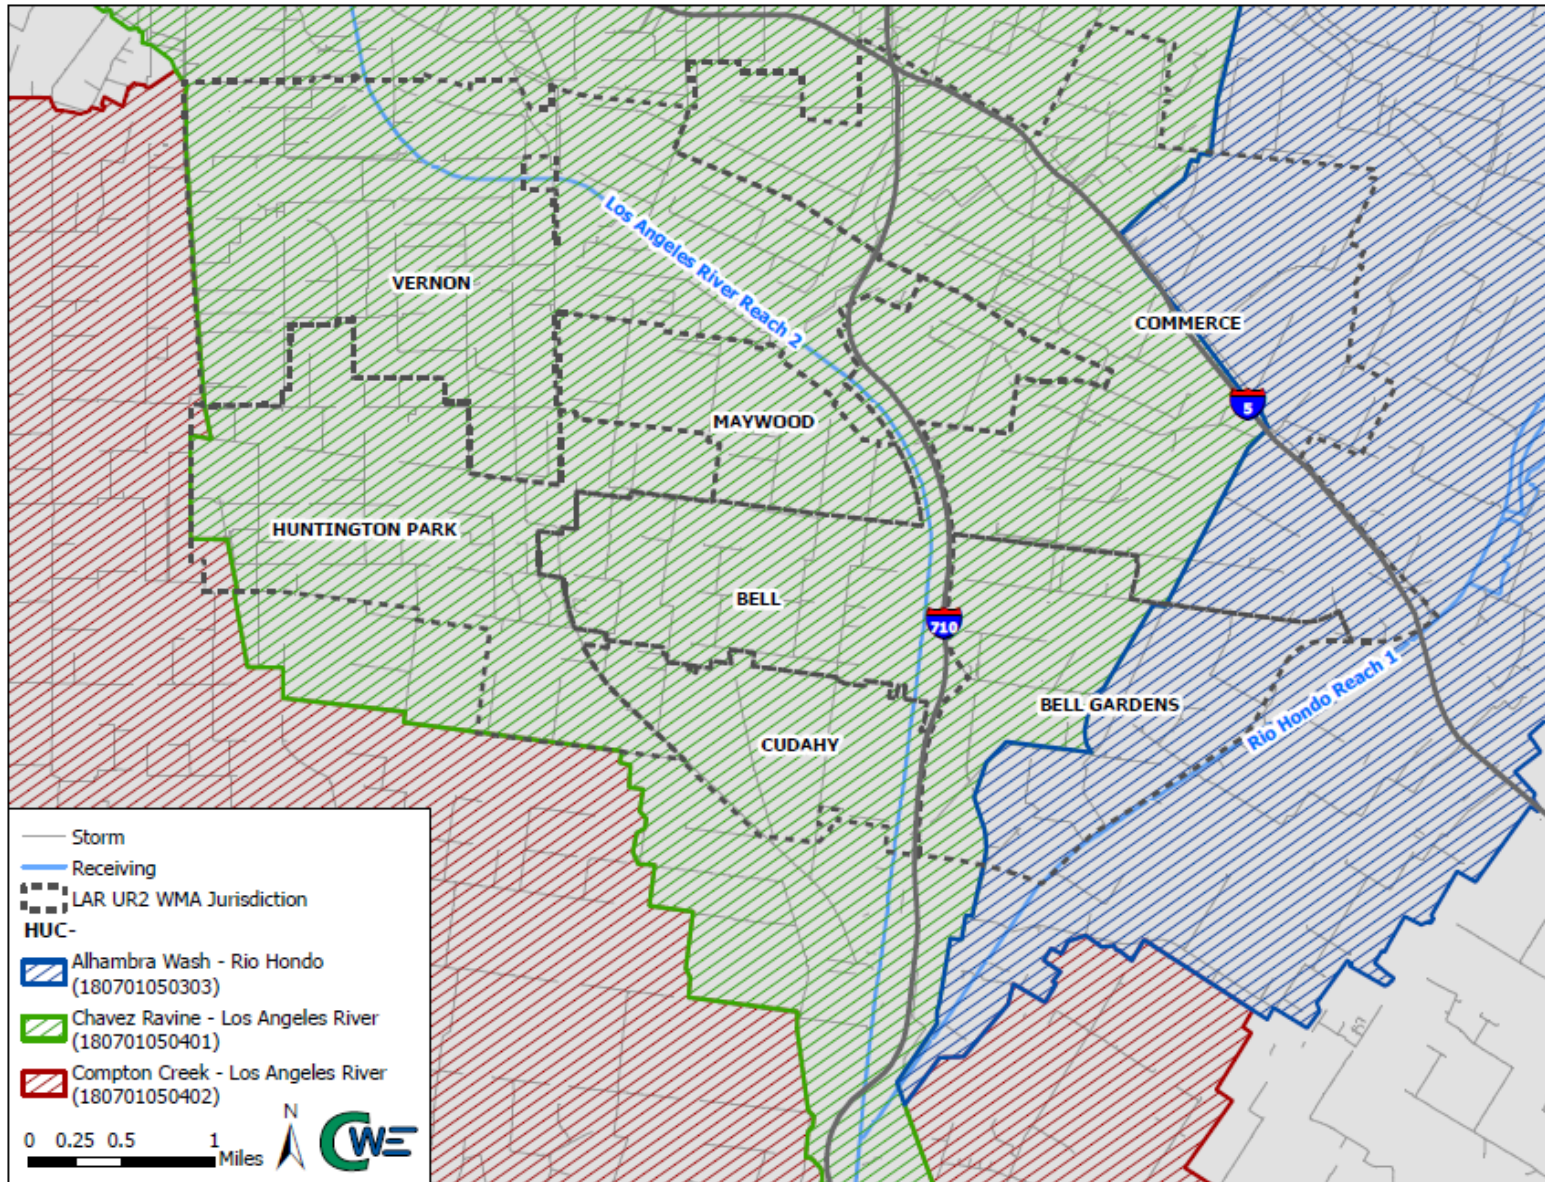 Los Angeles River Reach 2
VERNON
COMMERCE
5
MAYWOOD
HUNTINGTON PARK
BELL
710
BELL GARDENS
Rio Hondo Reach 1
CUDAHY
Storm
Receiving
LAR UR2 WMA Jurisdiction
HUC-
Alhambra Wash - Rio Hondo
(180701050303)
Chavez Ravine - Los Angeles River
(180701050401)
Compton Creek - Los Angeles River
(180701050402)
N
0 0.25 0.5 1
Miles
CWE